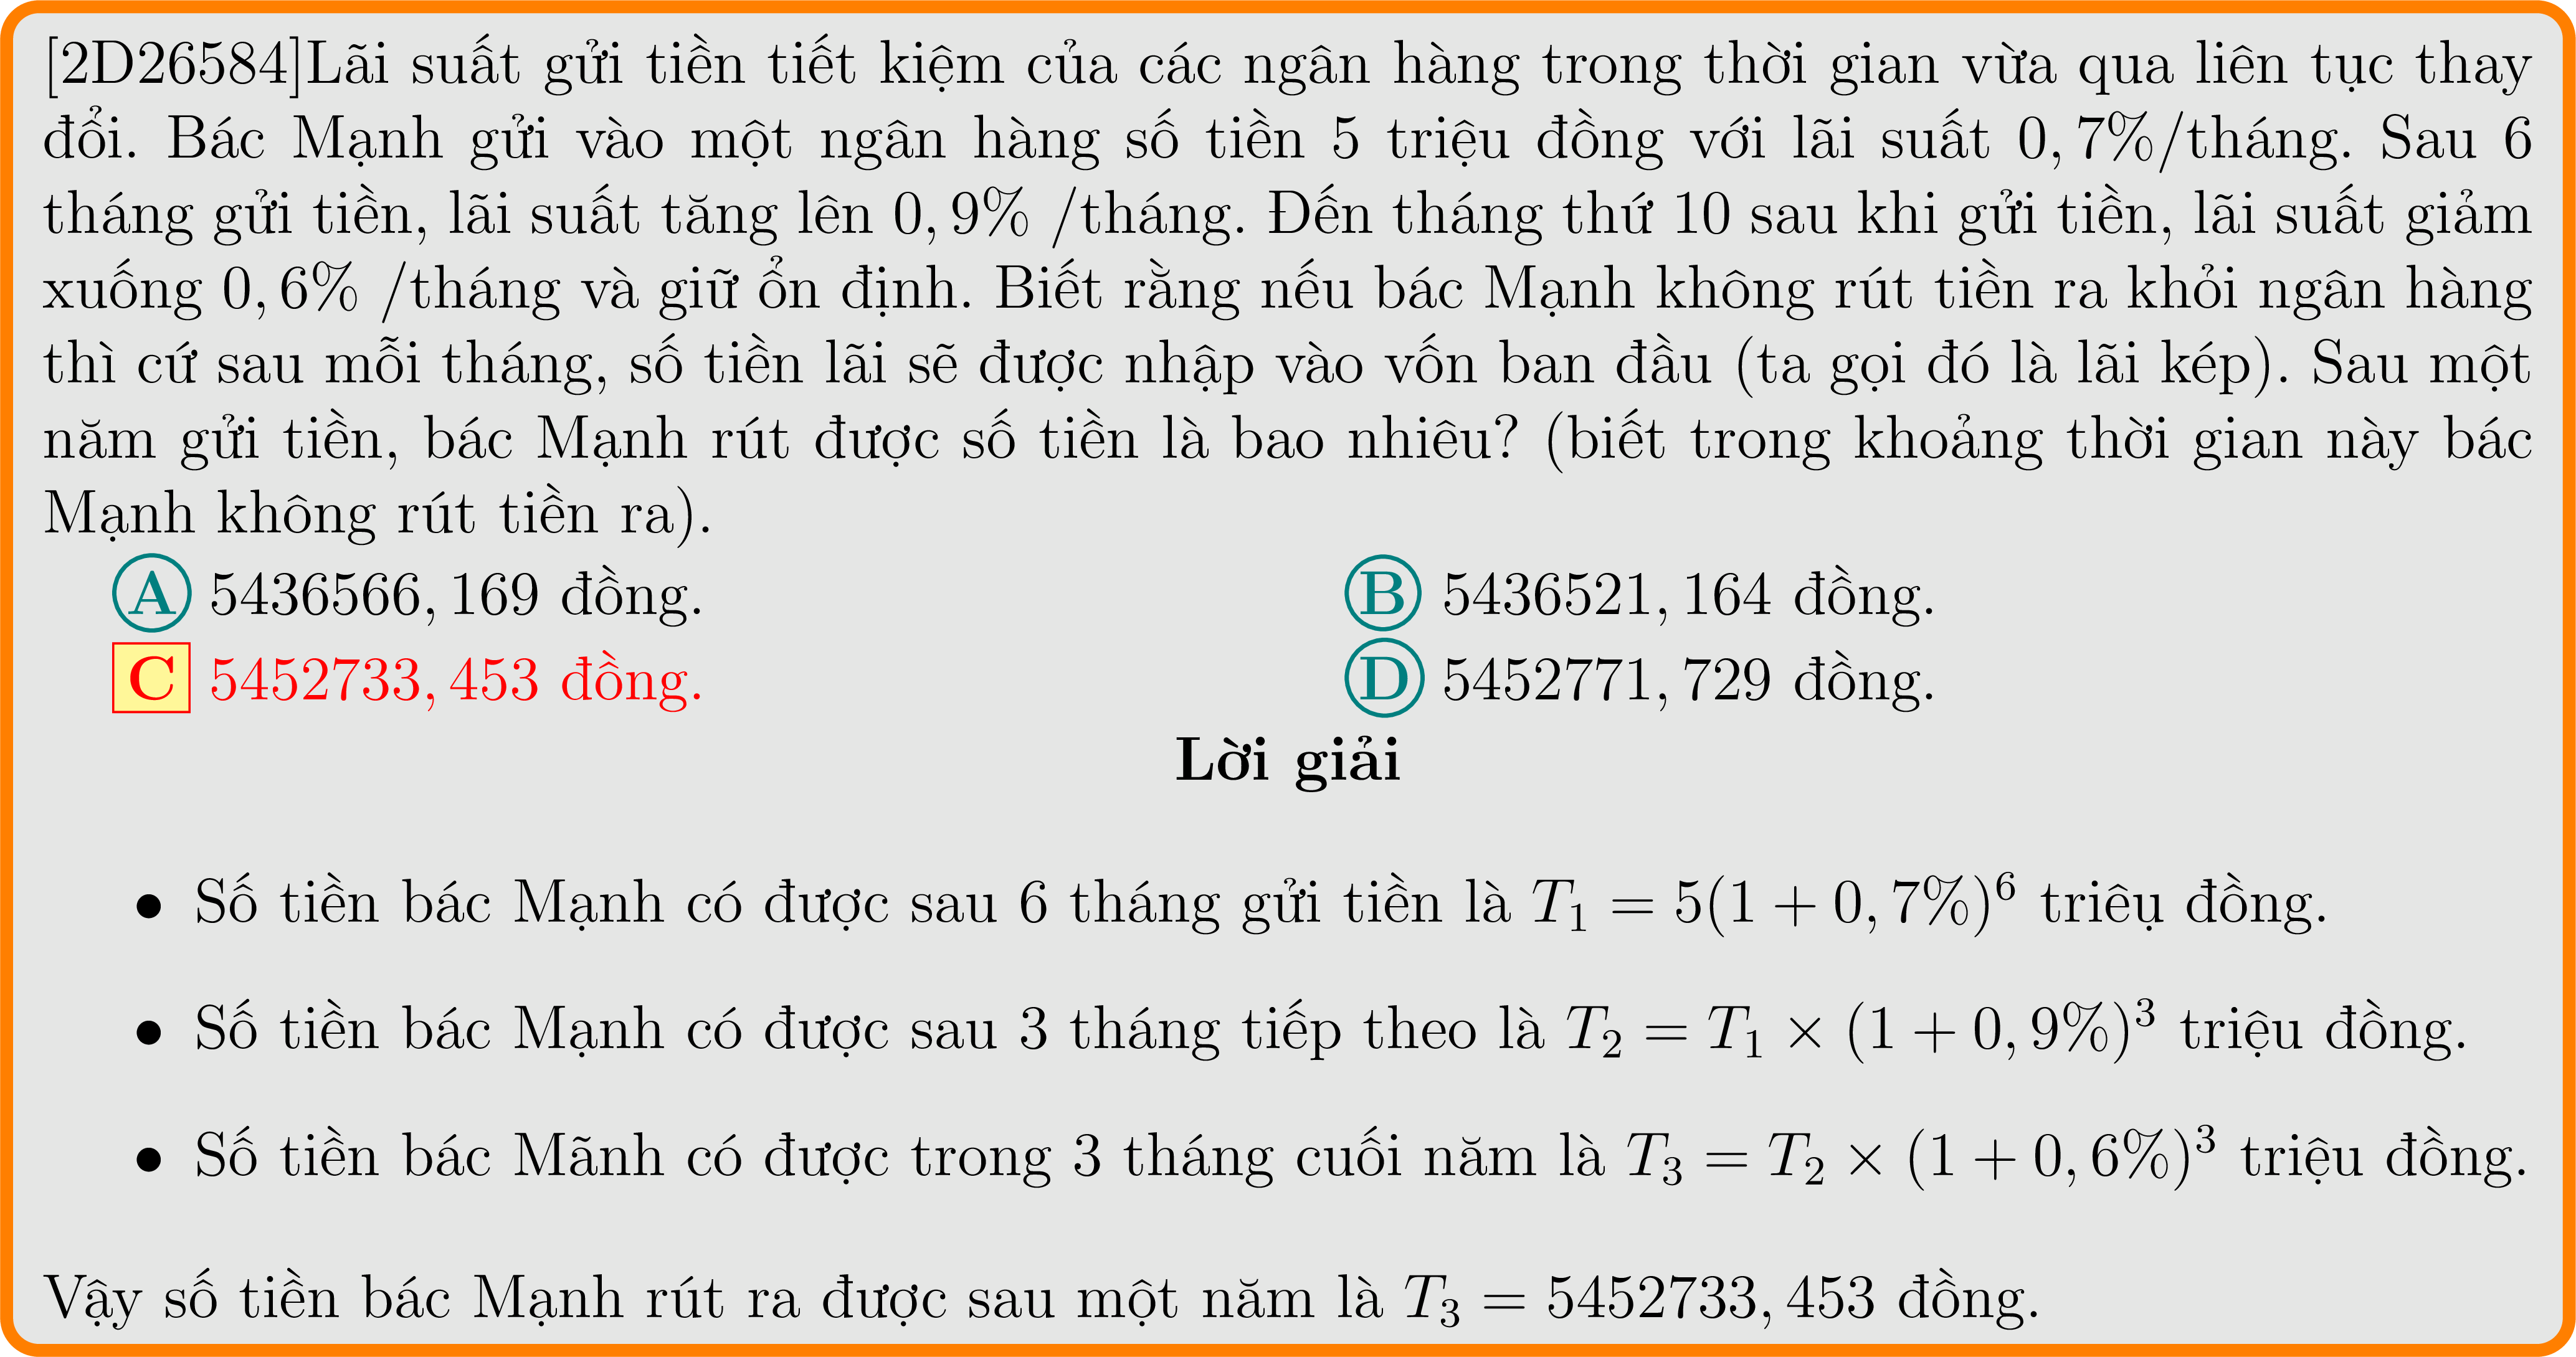 [2D26584]Lãi suất gửi tiền tiết kiệm của các ngân hàng trong thời gian vừa qua liên tục thay
đổi. Bác Mạnh gửi vào một ngân hàng số tiền 5 triệu đồng với lãi suất 0, 7%/tháng. Sau 6
tháng gửi tiền, lãi suất tăng lên 0, 9% /tháng. Đến tháng thứ 10 sau khi gửi tiền, lãi suất giảm
xuống 0, 6% /tháng và giữ ổn định. Biết rằng nếu bác Mạnh không rút tiền ra khỏi ngân hàng
thì cứ sau mỗi tháng, số tiền lãi sẽ được nhập vào vốn ban đầu (ta gọi đó là lãi kép). Sau một
năm gửi tiền, bác Mạnh rút được số tiền là bao nhiêu? (biết trong khoảng thời gian này bác
Mạnh không rút tiền ra).
A 5436566, 169 đồng.
B 5436521, 164 đồng.
C 5452733, 453 đồng.
D 5452771, 729 đồng.
Lời giải
• Số tiền bác Mạnh có được sau 6 tháng gửi tiền là T₁ = 5(1 + 0, 7%)⁶ triêụ đồng.
• Số tiền bác Mạnh có được sau 3 tháng tiếp theo là T₂ = T₁ × (1 + 0, 9%)³ triệu đồng.
• Số tiền bác Mãnh có được trong 3 tháng cuối năm là T₃ = T₂ × (1 + 0, 6%)³ triệu đồng.
Vậy số tiền bác Mạnh rút ra được sau một năm là T₃ = 5452733, 453 đồng.